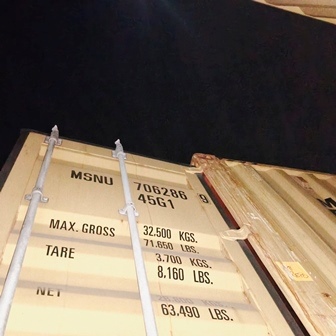 MSNU 706286 9
45G1
MAX. GROSS 32.500 KGS.
71.650 LBS.
TARE 3.700 KGS.
8.160 LBS.
NET
63.490 LBS.